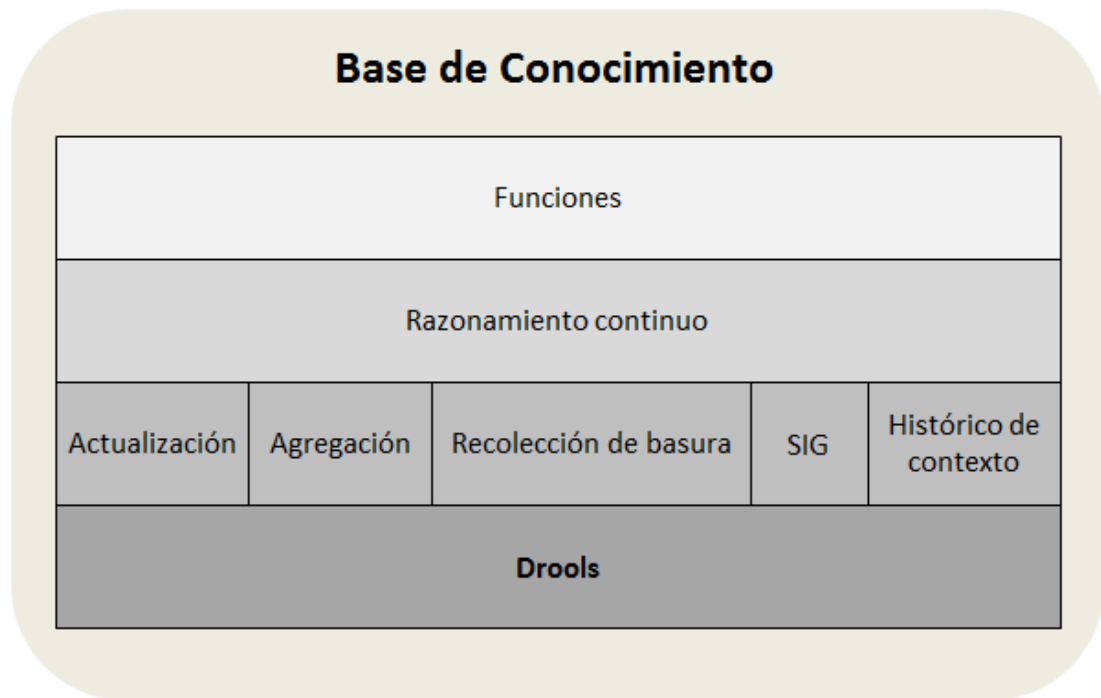 Base de Conocimiento
Funciones
Razonamiento continuo
Actualización
Agregación
Recolección de basura
SIG
Histórico de
contexto
Drools